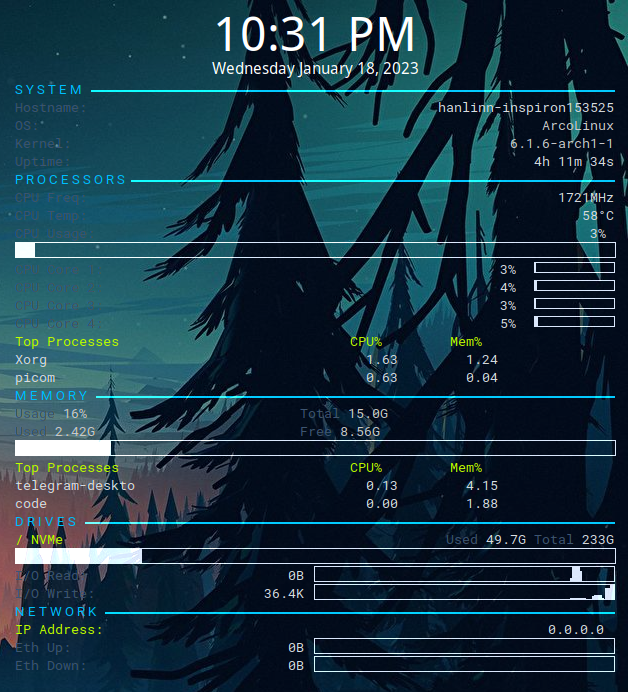 10:31 PM
Wednesday January 18, 2023
SYSTEM
Hostname: hanlinn-inspiron153525
OS: ArcoLinux
Kernel: 6.1.6-arch1-1
Uptime: 4h 11m 34s
PROCESSORS
CPU Freq: 1721MHz
CPU Temp: 58°C
CPU Usage: 3%
3%
4%
3%
CPU Core 4: 5%
Top Processes CPU% Mem%
Xorg 1.63 1.24
picom 0.63 0.04
MEMORY
Usage 16% Total 15.0G
Used 2.42G Free 8.56G
Top Processes CPU% Mem%
telegram-deskto 0.13 4.15
code 0.00 1.88
DRIVES
/ NVMe Used 49.7G Total 233G
I/O Read: 0B
I/O Write: 36.4K
NETWORK
IP Address: 0.0.0.0
Eth Up: 0B
Eth Down: 0B